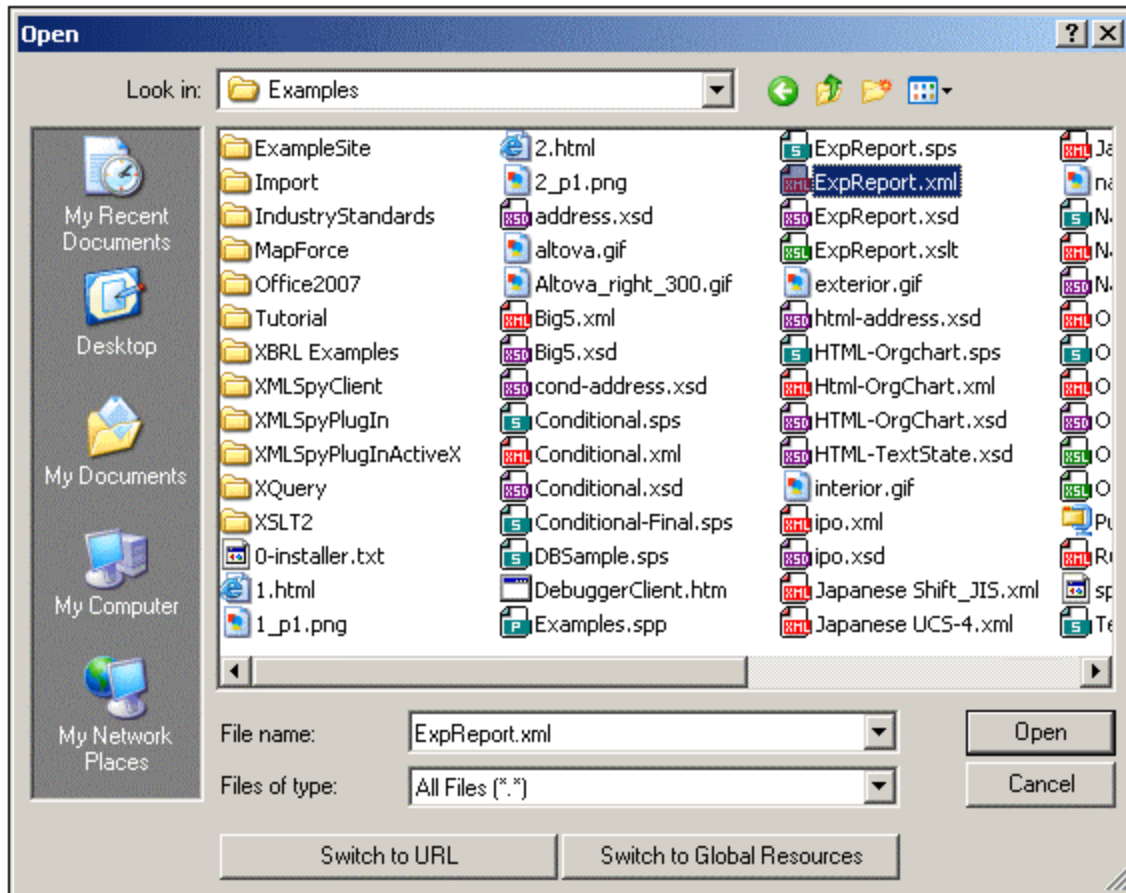 Open
Look in: Examples
My Recent Documents
Desktop
My Documents
My Computer
My Network Places
ExampleSite
Import
IndustryStandards
MapForce
Office2007
Tutorial
XBRL Examples
XMLSpyClient
XMLSpyPlugIn
XMLSpyPlugInActiveX
XQuery
XSLT2
0-installer.txt
1.html
1_p1.png
2.html
2_p1.png
address.xsd
altova.gif
Altova_right_300.gif
Big5.xml
Big5.xsd
cond-address.xsd
Conditional.sps
Conditional.xml
Conditional.xsd
Conditional-Final.sps
DBSample.sps
DebuggerClient.htm
Examples.spp
ExpReport.sps
ExpReport.xml
ExpReport.xsd
ExpReport.xslt
exterior.gif
html-address.xsd
HTML-Orgchart.sps
Html-OrgChart.xml
HTML-OrgChart.xsd
HTML-TextState.xsd
interior.gif
ipo.xml
ipo.xsd
Japanese Shift_JIS.xml
Japanese UCS-4.xml
File name: ExpReport.xml
Open
Files of type: All Files (*.*)
Cancel
Switch to URL
Switch to Global Resources